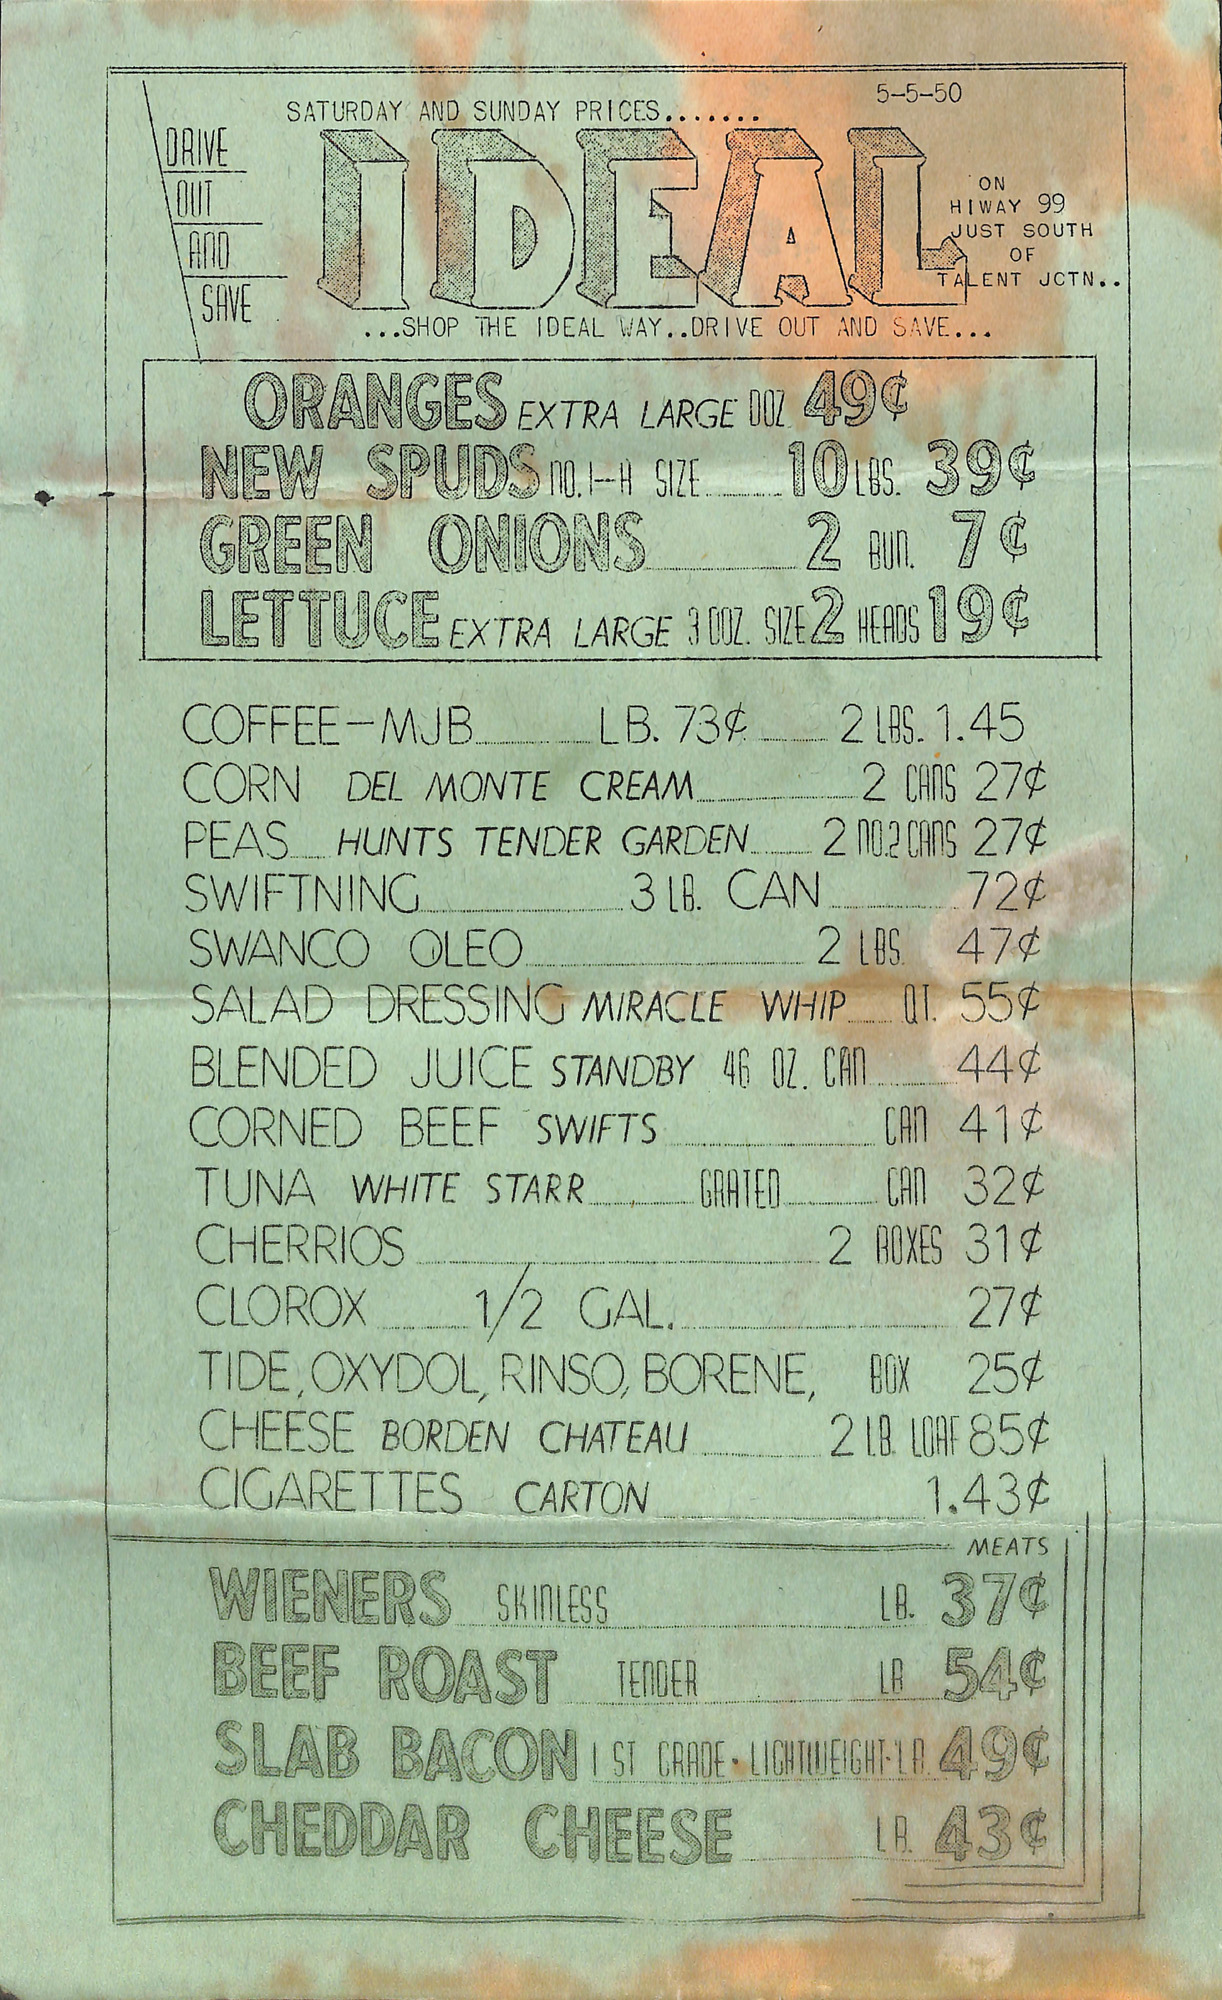 5-5-50
SATURDAY AND SUNDAY PRICES........
DRIVE
OUT
AND
SAVE
IDEAL
ON
HIWAY 99
JUST SOUTH
OF
TALENT JCTN..
...SHOP THE IDEAL WAY..DRIVE OUT AND SAVE...
ORANGES EXTRA LARGE DOZ. 49¢
NEW SPUDS NO.1-A SIZE 10 LBS. 39¢
GREEN ONIONS 2 BUN. 7¢
LETTUCE EXTRA LARGE 3 DOZ. SIZE 2 HEADS 19¢
COFFEE-MJB LB. 73¢ 2 LBS. 1.45
CORN DEL MONTE CREAM 2 CANS 27¢
PEAS HUNTS TENDER GARDEN 2 NO.2 CANS 27¢
SWIFTNING 3 LB. CAN 72¢
SWANCO OLEO 2 LBS. 47¢
SALAD DRESSING MIRACLE WHIP QT. 55¢
BLENDED JUICE STANDBY 46 OZ. CAN 44¢
CORNED BEEF SWIFTS CAN 41¢
TUNA WHITE STARR GRATED CAN 32¢
CHERRIOS 2 BOXES 31¢
CLOROX 1/2 GAL. 27¢
TIDE, OXYDOL, RINSO, BORENE, BOX 25¢
CHEESE BORDEN CHATEAU 2 LB. LOAF 85¢
CIGARETTES CARTON 1.43¢
MEATS
WIENERS SKINLESS LB. 37¢
BEEF ROAST TENDER LB 54¢
SLAB BACON 1 ST GRADE-LIGHTWEIGHT-LB. 49¢
CHEDDAR CHEESE LB. 43¢